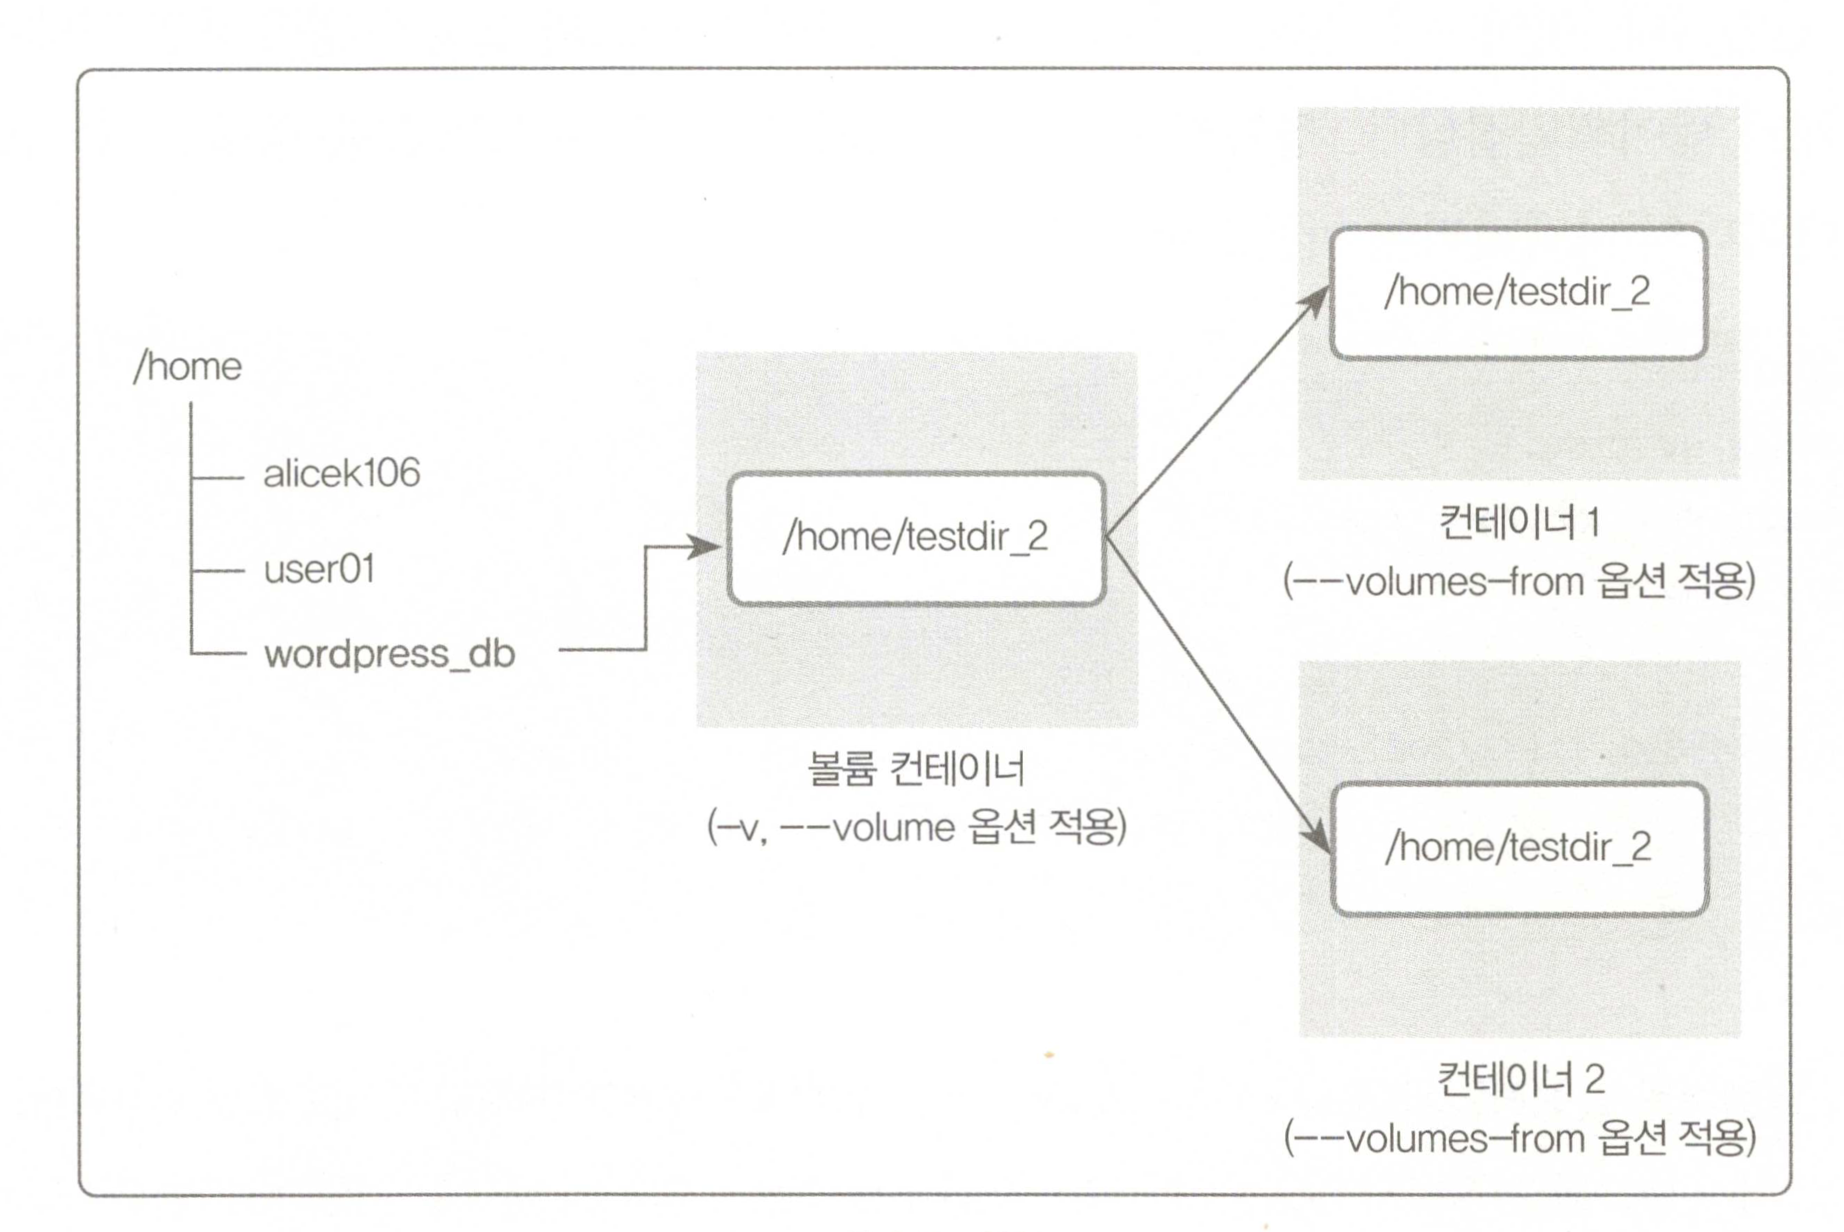 /home
alicek106
user01
wordpress_db
/home/testdir_2
볼륨 컨테이너
(–v, ––volume 옵션 적용)
/home/testdir_2
컨테이너 1
(––volumes–from 옵션 적용)
/home/testdir_2
컨테이너 2
(––volumes–from 옵션 적용)